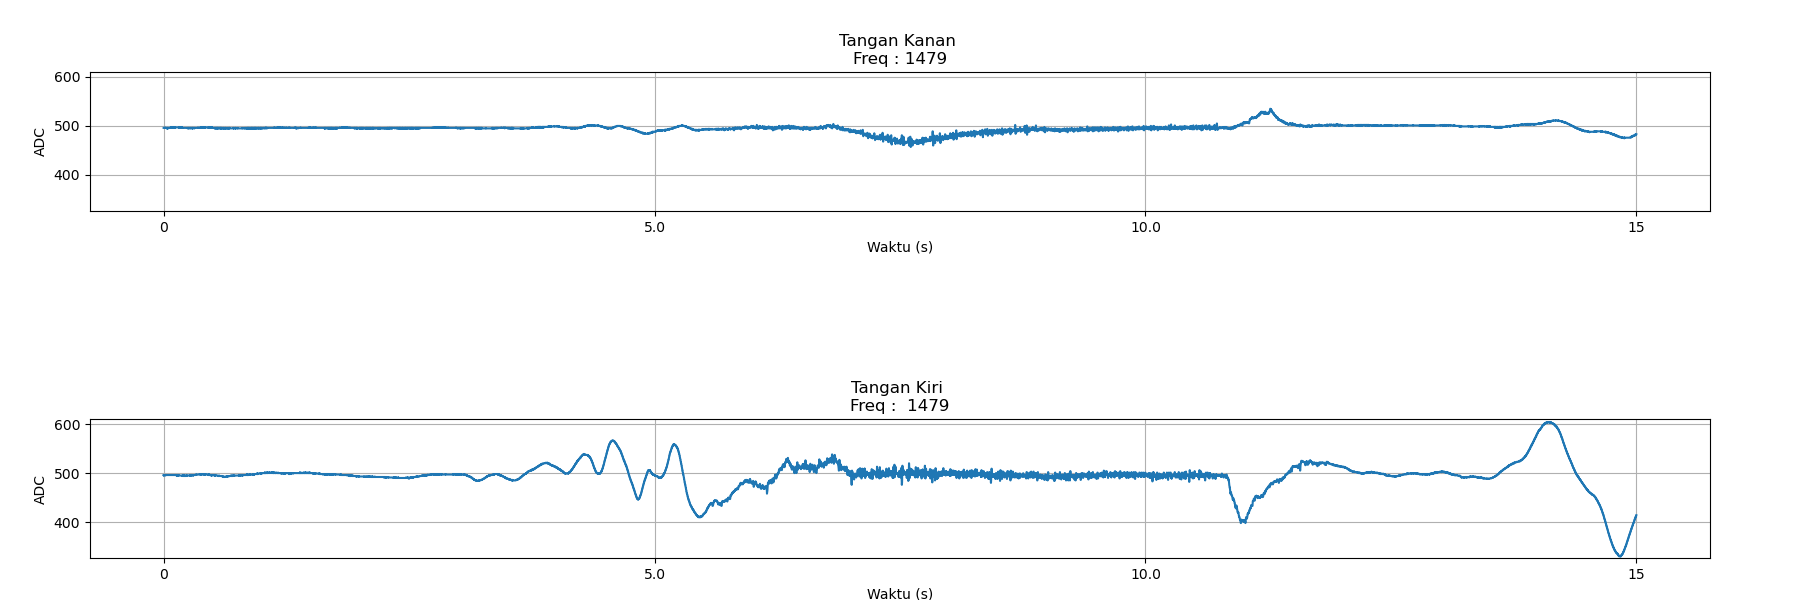 Tangan Kanan
Freq : 1479
600
500
400
ADC
0 5.0 10.0 15
Waktu (s)
Tangan Kiri
Freq :  1479
600
500
400
ADC
0 5.0 10.0 15
Waktu (s)